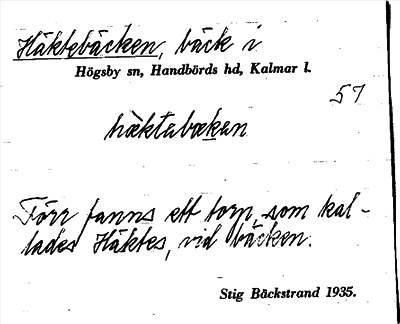 Häktebäcken, bäck i
Högsby sn, Handbörds hd, Kalmar l.
57
hæktabækan
Förr fanns ett torp, som kal-
lades Häktes, vid bäcken.
Stig Bäckstrand 1935.